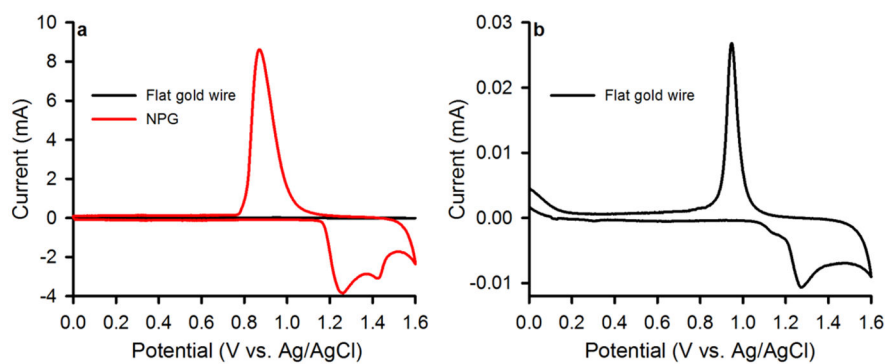 a
10
8
6
4
2
0
-2
-4
Current (mA)
Flat gold wire
NPG
0.0 0.2 0.4 0.6 0.8 1.0 1.2 1.4 1.6
Potential (V vs. Ag/AgCl)
b
0.03
0.02
0.01
0.00
-0.01
Current (mA)
Flat gold wire
0.0 0.2 0.4 0.6 0.8 1.0 1.2 1.4 1.6
Potential (V vs. Ag/AgCl)